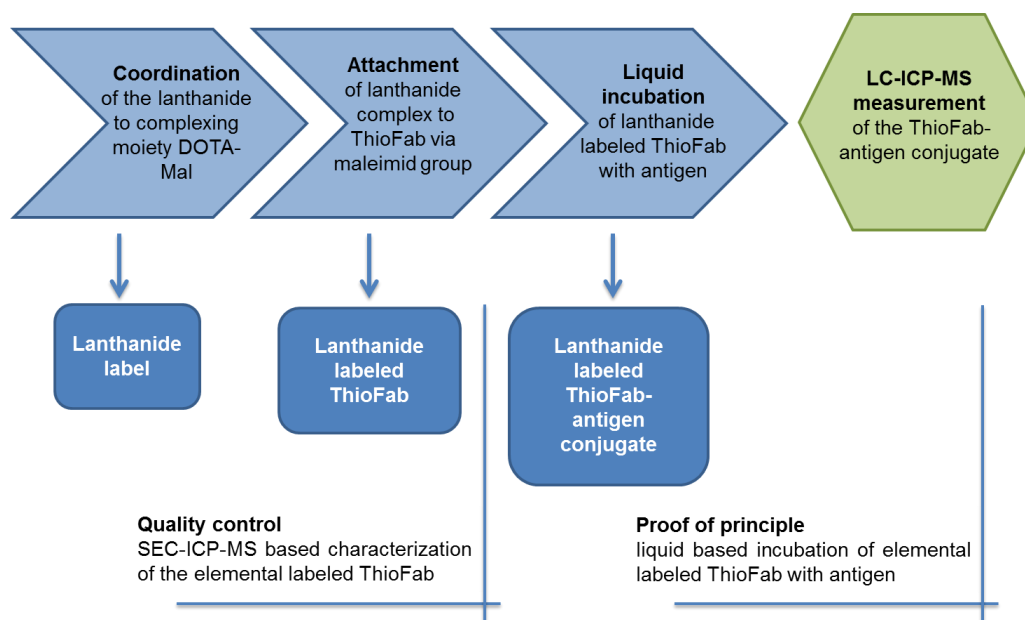 Coordination
of the lanthanide
to complexing
moiety DOTA-
Mal
Attachment
of lanthanide
complex to
ThioFab via
maleimid group
Liquid
incubation
of lanthanide
labeled ThioFab
with antigen
LC-ICP-MS
measurement
of the ThioFab-
antigen conjugate
Lanthanide
label
Lanthanide
labeled
ThioFab
Lanthanide
labeled
ThioFab-
antigen
conjugate
Quality control
SEC-ICP-MS based characterization
of the elemental labeled ThioFab
Proof of principle
liquid based incubation of elemental
labeled ThioFab with antigen